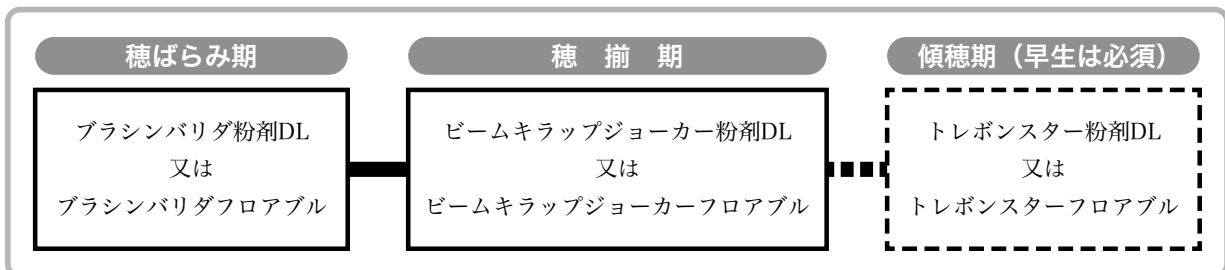 穂ばらみ期
ブラシンバリダ粉剤DL
又は
ブラシンバリダフロアブル
穂　揃　期
ビームキラップジョーカー粉剤DL
又は
ビームキラップジョーカーフロアブル
傾穂期（早生は必須）
トレボンスター粉剤DL
又は
トレボンスターフロアブル